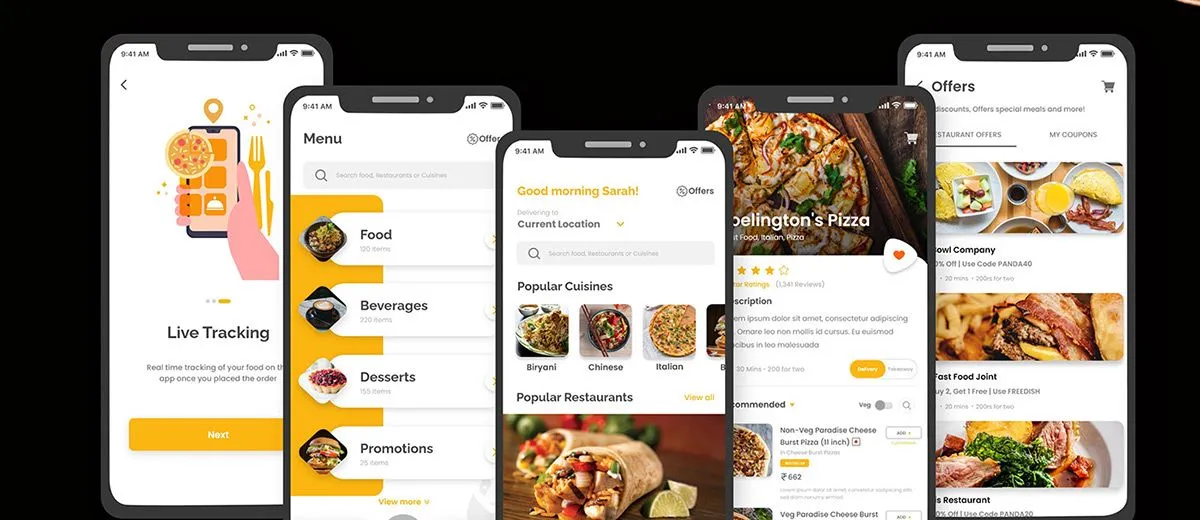 9:41 AM
Live Tracking
Real time tracking of your food on th
app once you placed the order
Next
9:41 AM
Menu
Offers
Search food, Restaurants or Cuisines
Food
120 items
Beverages
220 items
Desserts
155 items
Promotions
25 items
View more
9:41 AM
Good morning Sarah!
Offers
Delivering to
Current Location
Search food, Restaurants or Cuisines
Popular Cuisines
Biryani
Chinese
Italian
B
Popular Restaurants
View all
9:41 AM
oelington's Pizza
st Food, Italian, Pizza
ar Ratings (1,341 Reviews)
scription
em ipsum dolor sit amet, consectetur adipiscing
. Ornare leo non mollis id cursus. Eu euismod
ucibus in leo malesuada
30 Mins - 200 for two
Delivery
Takeaway
commended
Veg
Non-Veg Paradise Cheese
Burst Pizza (11 inch)
in Cheese Burst Pizzas
₹662
ADD +
Veg Paradise Cheese Burst
ADD +
9:41 AM
Offers
discounts, Offers special meals and more!
ESTAURANT OFFERS
MY COUPONS
Bowl Company
0% Off | Use Code PANDA40
20 mins • 200rs for two
Fast Food Joint
uy 2, Get 1 Free | Use FREEDISH
20 mins • 200rs for two
s Restaurant
0% Off | Use Code PANDA20